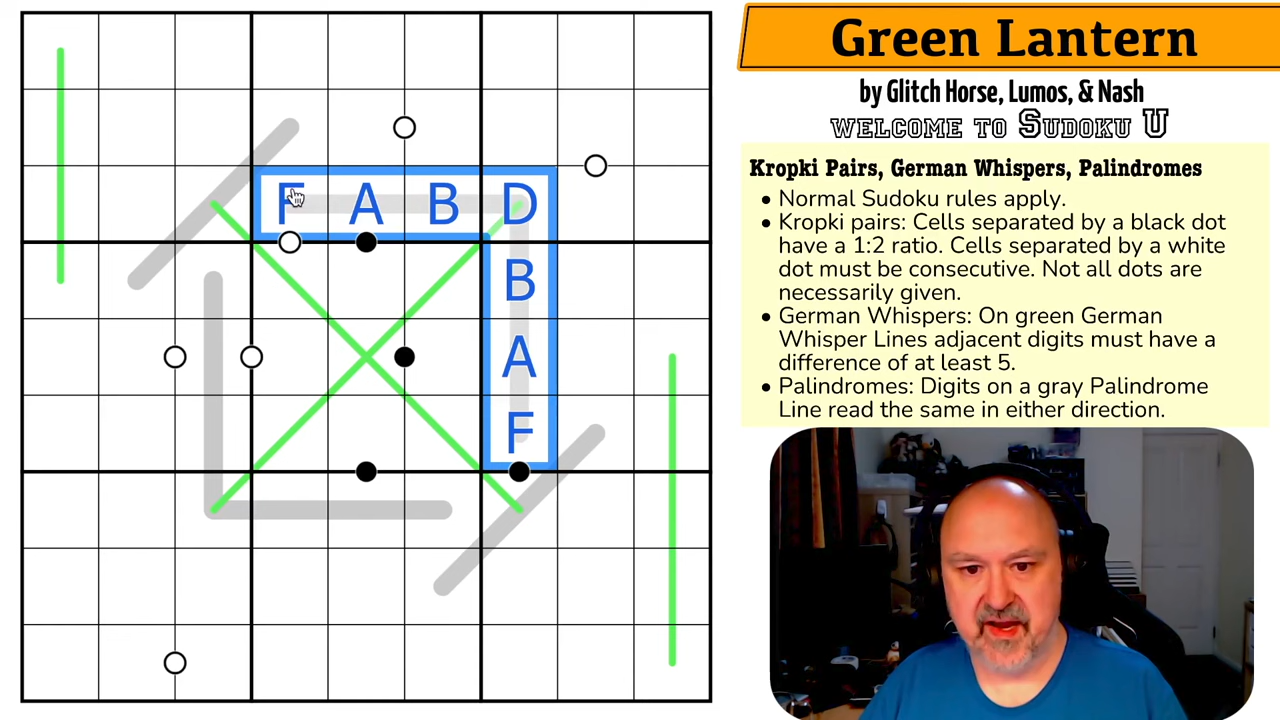 Green Lantern
by Glitch Horse, Lumos, & Nash
WELCOME TO SUDOKU U
Kropki Pairs, German Whispers, Palindromes
• Normal Sudoku rules apply.
• Kropki pairs: Cells separated by a black dot
have a 1:2 ratio. Cells separated by a white
dot must be consecutive. Not all dots are
necessarily given.
• German Whispers: On green German
Whisper Lines adjacent digits must have a
difference of at least 5.
• Palindromes: Digits on a gray Palindrome
Line read the same in either direction.
F A B D
B
A
F